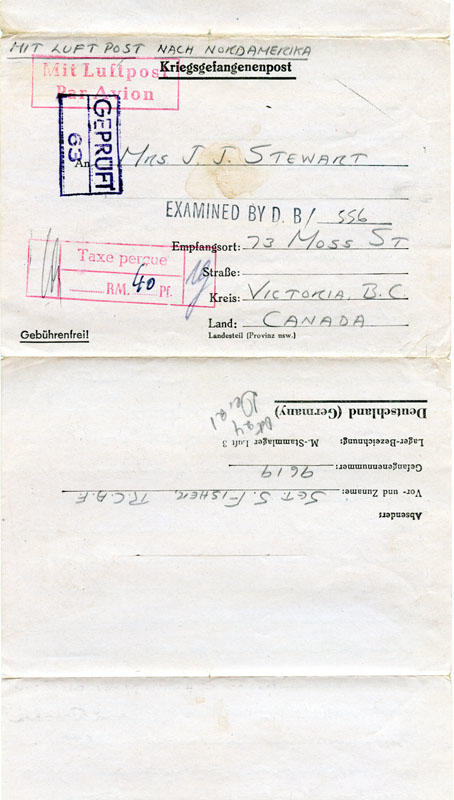 MIT LUFTPOST NACH NORDAMERIKA
Mit Luftpost
Par Avion
Kriegsgefangenenpost
GEPRÜFT
63
An MRS J. J. STEWART
EXAMINED BY D. B/ 556
Empfangsort: 73 MOSS ST
Taxe perçue
RM. 40 Pf.
Straße:
Kreis: VICTORIA, B.C.
Land: CANADA
Landesteil (Provinz usw.)
Gebührenfrei!
Absender:
Vor- und Zuname: SGT. S. FISHER R.C.A.F.
Gefangenennummer: 9619
Lager-Bezeichnung: M.-Stammlager Luft 3
Deutschland (Germany)